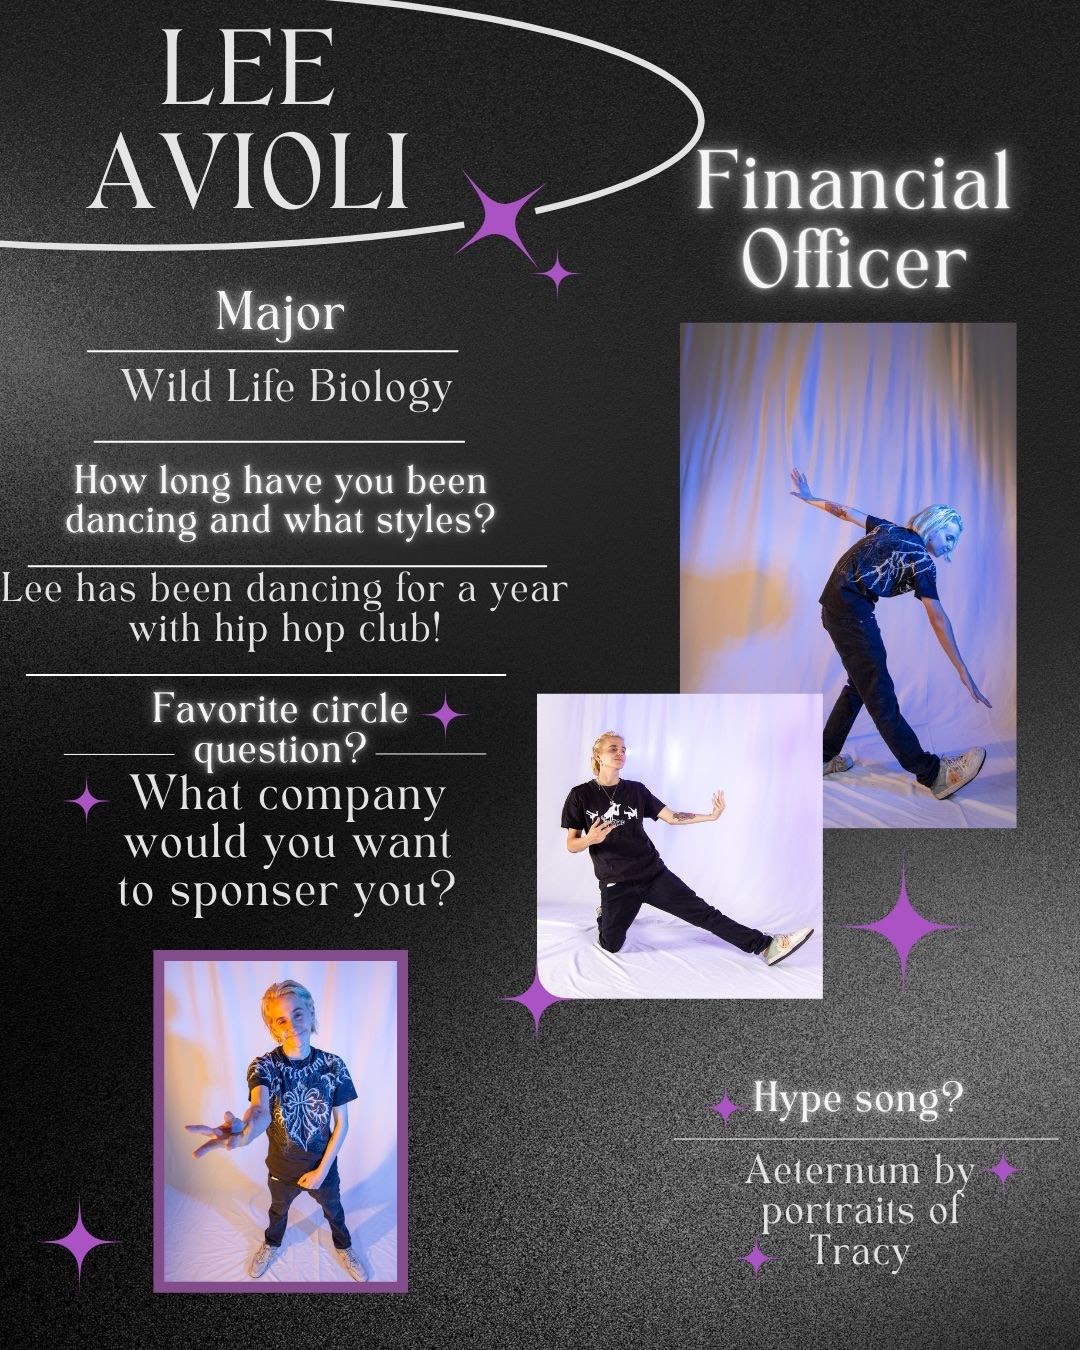 LEE
AVIOLI
Financial
Officer
Major
Wild Life Biology
How long have you been
dancing and what styles?
Lee has been dancing for a year
with hip hop club!
Favorite circle
question?
What company
would you want
to sponser you?
Hype song?
Aeternum by
portraits of
Tracy